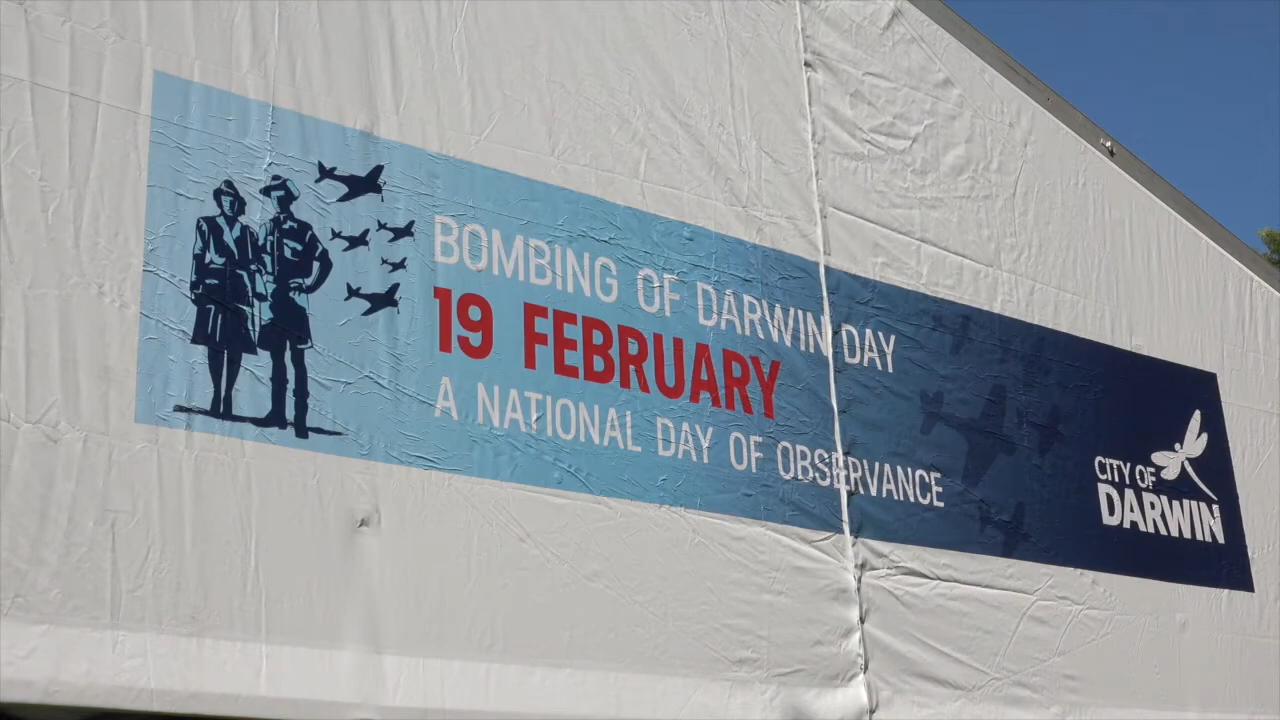 BOMBING OF DARWIN DAY
19 FEBRUARY
A NATIONAL DAY OF OBSERVANCE
CITY OF
DARWIN